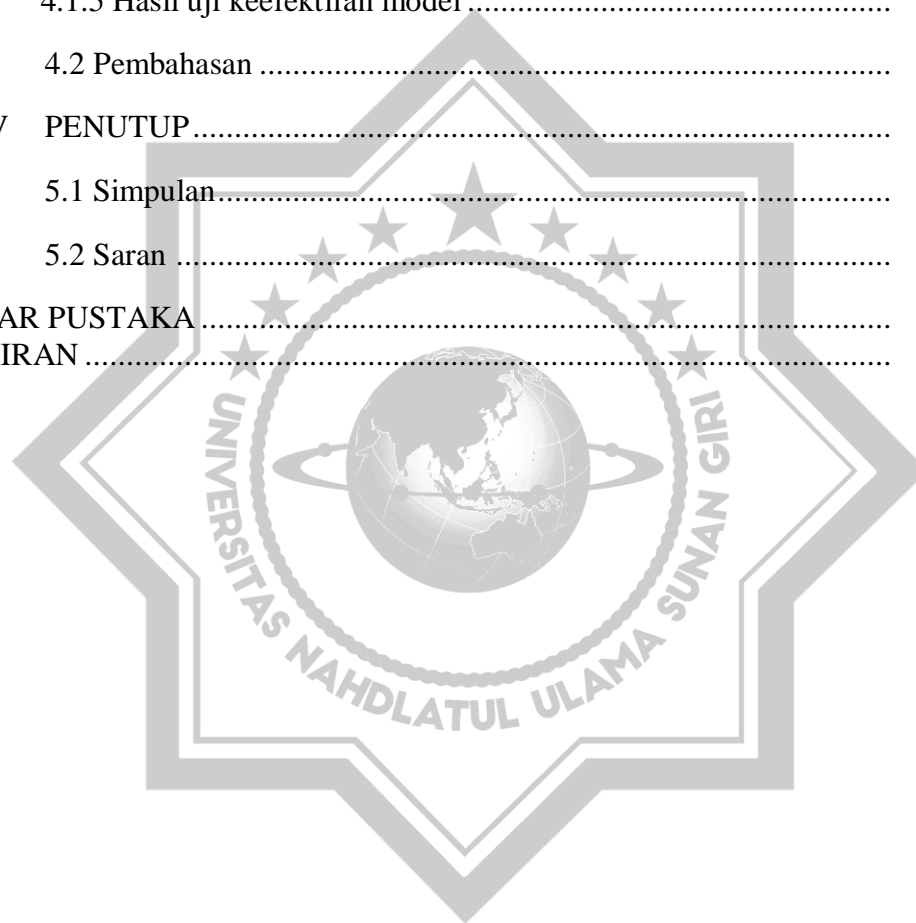 4.1.5 Hasil uji keefektifan model ...................................................
4.2 Pembahasan ............................................................................
PENUTUP....................................................................................
5.1 Simpulan.................................................................................
5.2 Saran ......................................................................................
AR PUSTAKA ...................................................................................
IRAN ................................................................................................
UNIVERSITAS NAHDLATUL ULAMA SUNAN GIRI